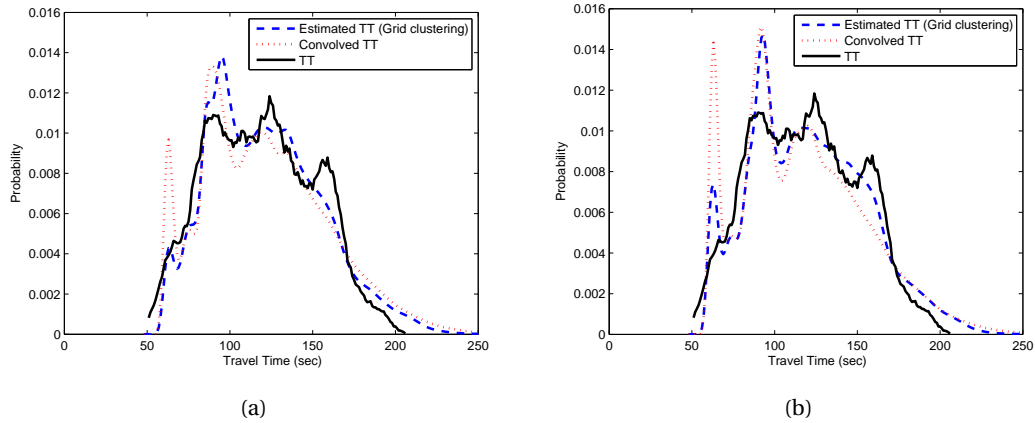 0.016
0.014
0.012
0.01
0.008
0.006
0.004
0.002
0
Probability
0 50 100 150 200 250
Travel Time (sec)
Estimated TT (Grid clustering)
Convolved TT
TT
(a)
0.016
0.014
0.012
0.01
0.008
0.006
0.004
0.002
0
Probability
0 50 100 150 200 250
Travel Time (sec)
Estimated TT (Grid clustering)
Convolved TT
TT
(b)